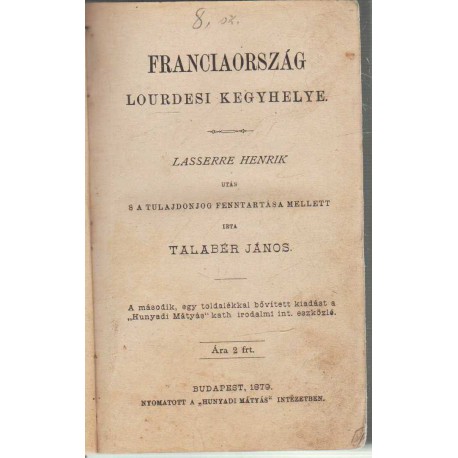 8, sz.
FRANCIAORSZÁG
LOURDESI KEGYHELYE.
LASSERRE HENRIK
UTÁN
S A TULAJDONJOG FENNTARTÁSA MELLETT
IRTA
TALABÉR JÁNOS.
A második, egy toldalékkal bővített kiadást a
„Hunyadi Mátyás" kath irodalmi int. eszközlé.
Ára 2 frt.
BUDAPEST, 1879.
NYOMATOTT A „HUNYADI MÁTYÁS" INTÉZETBEN.